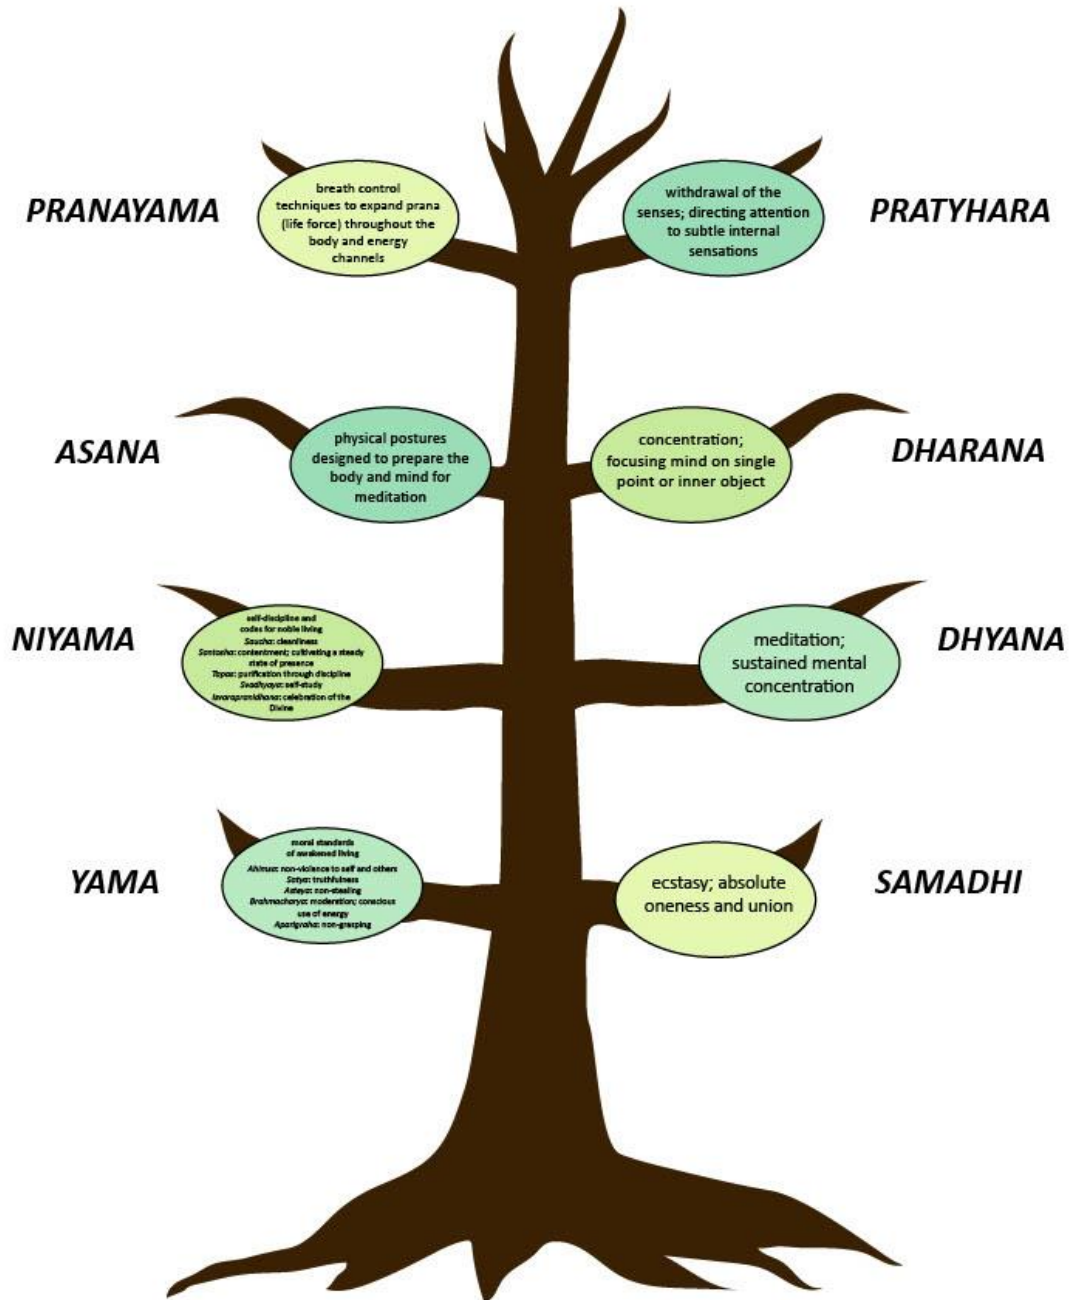 PRANAYAMA
breath control
techniques to expand prana
(life force) throughout the
body and energy
channels
withdrawal of the
senses; directing attention
to subtle internal
sensations
PRATYHARA
ASANA
physical postures
designed to prepare the
body and mind for
meditation
concentration;
focusing mind on single
point or inner object
DHARANA
NIYAMA
self-discipline and
codes for noble living
Saucha: cleanliness
Santosha: contentment; cultivating a steady
state of presence
Tapas: purification through discipline
Svadhyaya: self-study
Isvarapranidhana: celebration of the
Divine
meditation;
sustained mental
concentration
DHYANA
YAMA
moral standards
of awakened living
Ahimsa: non-violence to self and others
Satya: truthfulness
Asteya: non-stealing
Brahmacharya: moderation; conscious
use of energy
Aparigraha: non-grasping
ecstasy; absolute
oneness and union
SAMADHI